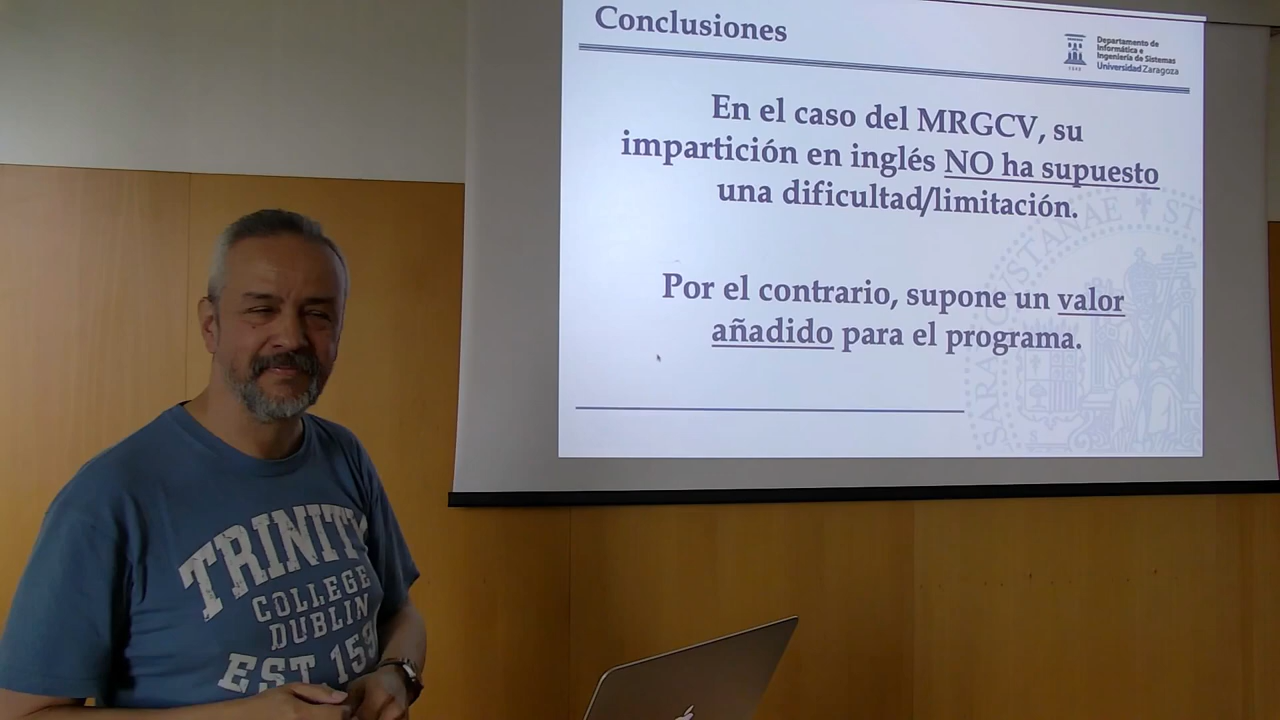 Conclusiones
Departamento de
Informática e
Ingeniería de Sistemas
Universidad Zaragoza
1542
En el caso del MRGCV, su
impartición en inglés NO ha supuesto
una dificultad/limitación.
Por el contrario, supone un valor
añadido para el programa.
TRINITY
COLLEGE
DUBLIN
EST 159